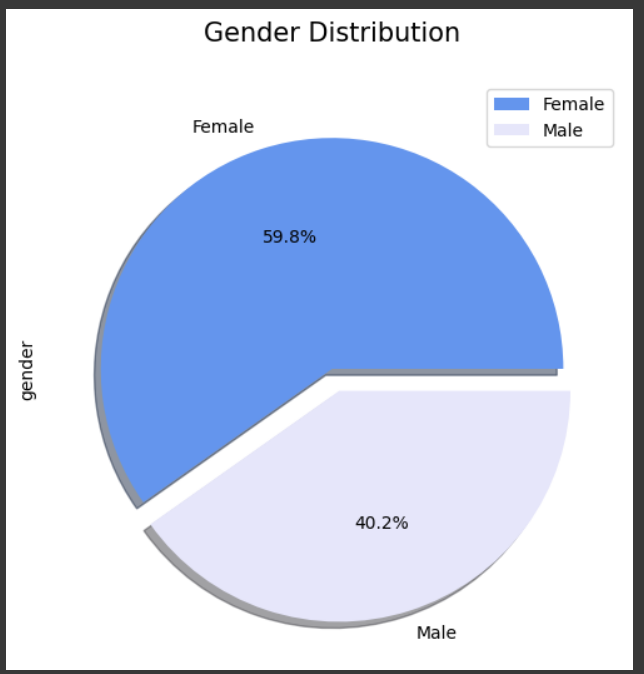 Gender Distribution
Female
Male
Female
59.8%
gender
40.2%
Male